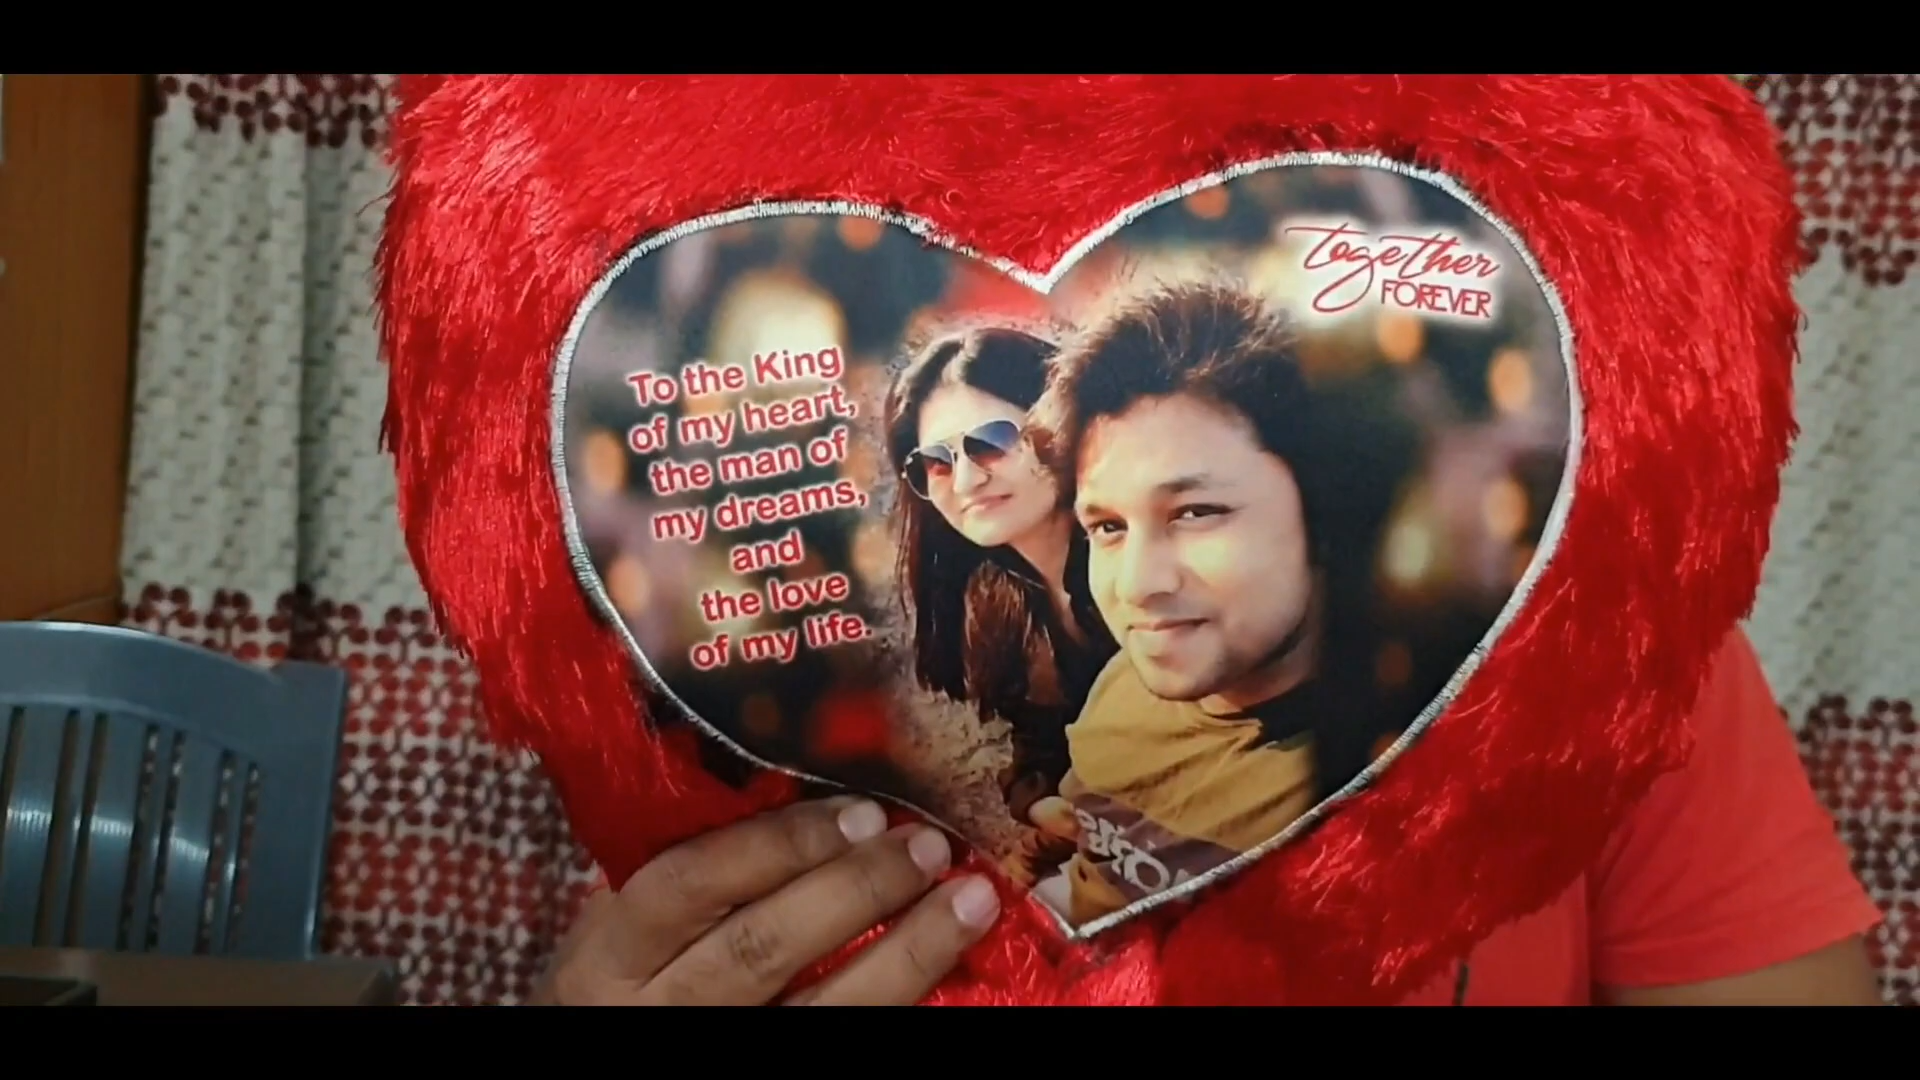 To the King
of my heart,
the man of
my dreams,
and
the love
of my life.
together
FOREVER